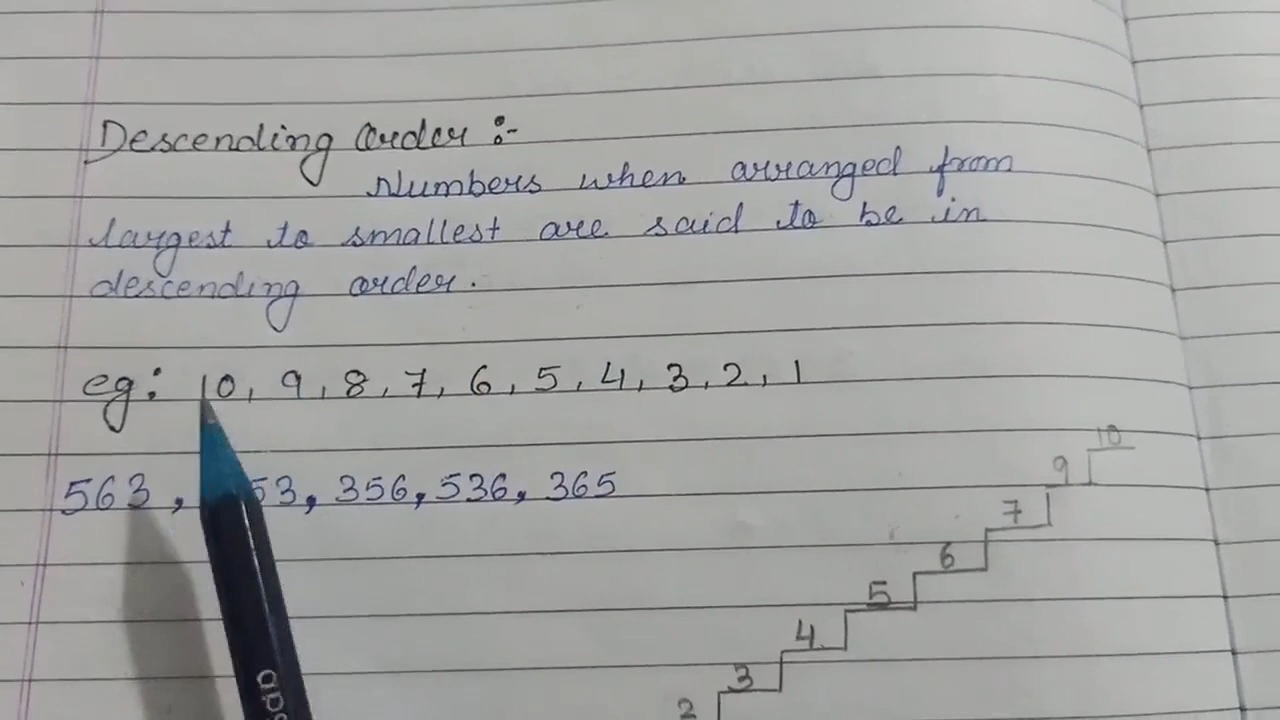 Descending order :-
Numbers when arranged from
largest to smallest are said to be in
descending order.
eg: 10, 9, 8, 7, 6, 5, 4, 3, 2, 1
563, 53, 356, 536, 365
10
9
7
6
5
4
3
2